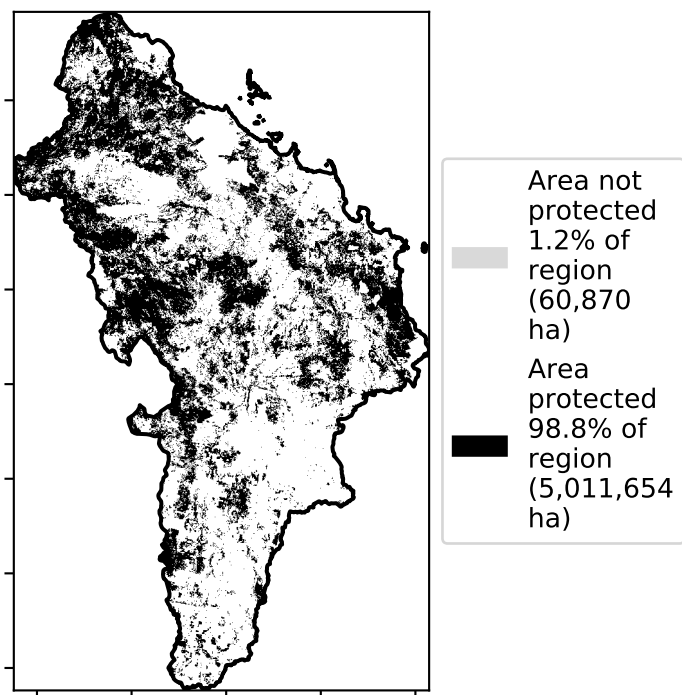 Area not
protected
1.2% of
region
(60,870
ha)
Area
protected
98.8% of
region
(5,011,654
ha)